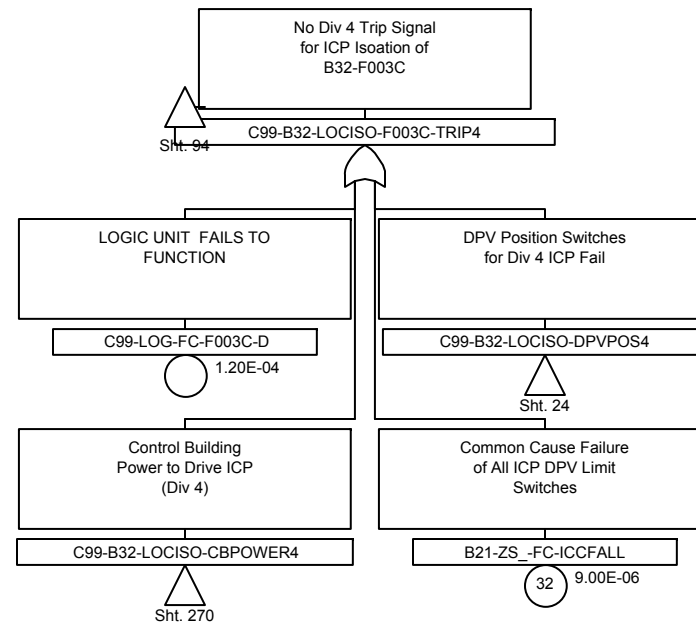 No Div 4 Trip Signal
for ICP Isoation of
B32-F003C
C99-B32-LOCISO-F003C-TRIP4
Sht. 94
LOGIC UNIT FAILS TO
FUNCTION
C99-LOG-FC-F003C-D
1.20E-04
DPV Position Switches
for Div 4 ICP Fail
C99-B32-LOCISO-DPVPOS4
Sht. 24
Control Building
Power to Drive ICP
(Div 4)
C99-B32-LOCISO-CBPOWER4
Sht. 270
Common Cause Failure
of All ICP DPV Limit
Switches
B21-ZS_-FC-ICCFALL
32
9.00E-06